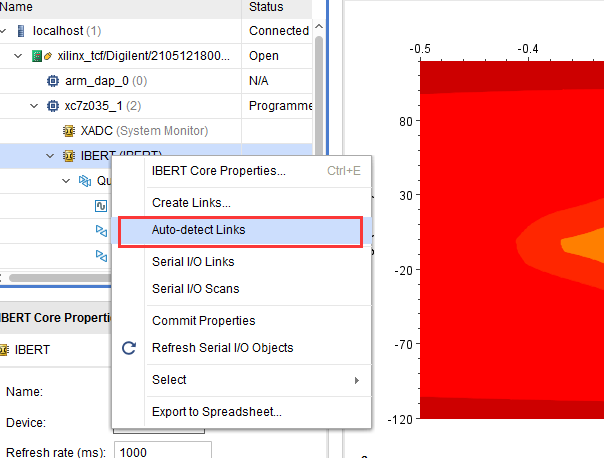 Name Status
localhost (1) Connected
xilinx_tcf/Digilent/2105121800... Open
arm_dap_0 (0) N/A
xc7z035_1 (2) Programme
XADC (System Monitor)
IBERT (IBERT)
Qu
IBERT Core Properties... Ctrl+E
Create Links...
Auto-detect Links
Serial I/O Links
Serial I/O Scans
Commit Properties
Refresh Serial I/O Objects
Select
Export to Spreadsheet...
IBERT Core Properti
IBERT
Name:
Device:
Refresh rate (ms): 1000
-0.5 -0.4
80
30
-20
-70
-120